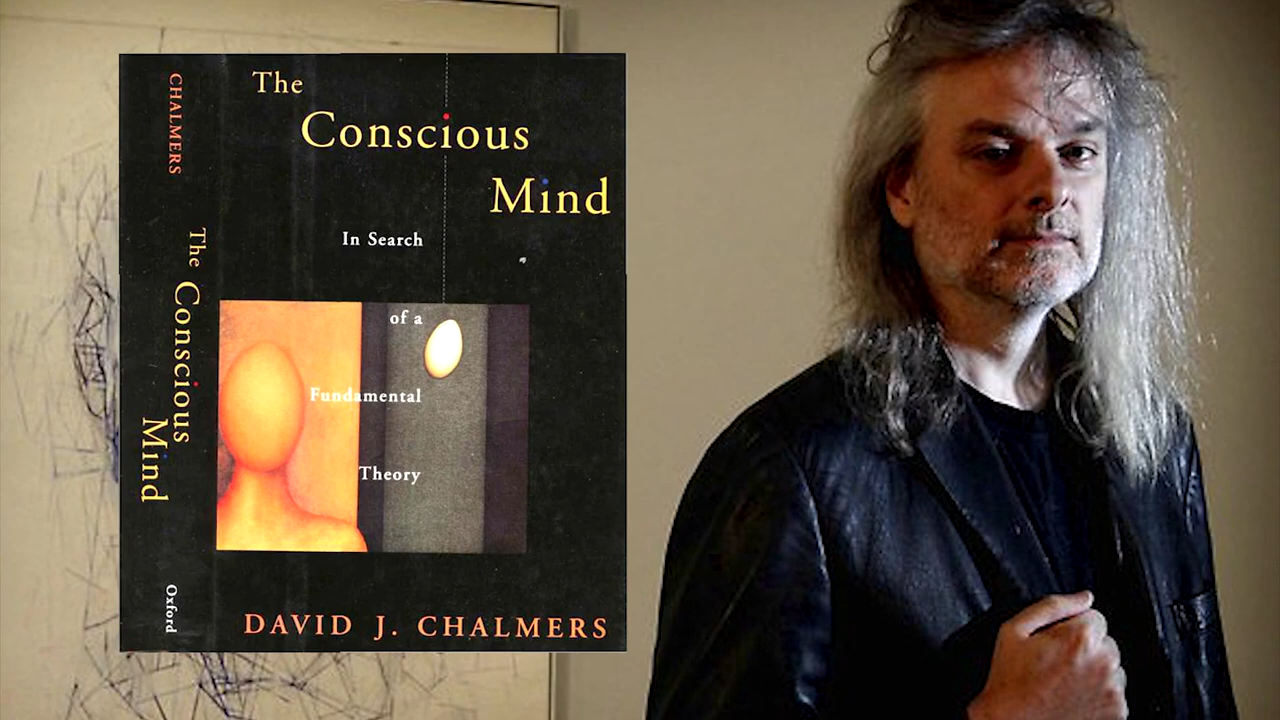 CHALMERS
The Conscious
Mind
Oxford
The
Conscious
Mind
In Search
of a
Fundamental
Theory
DAVID J. CHALMERS